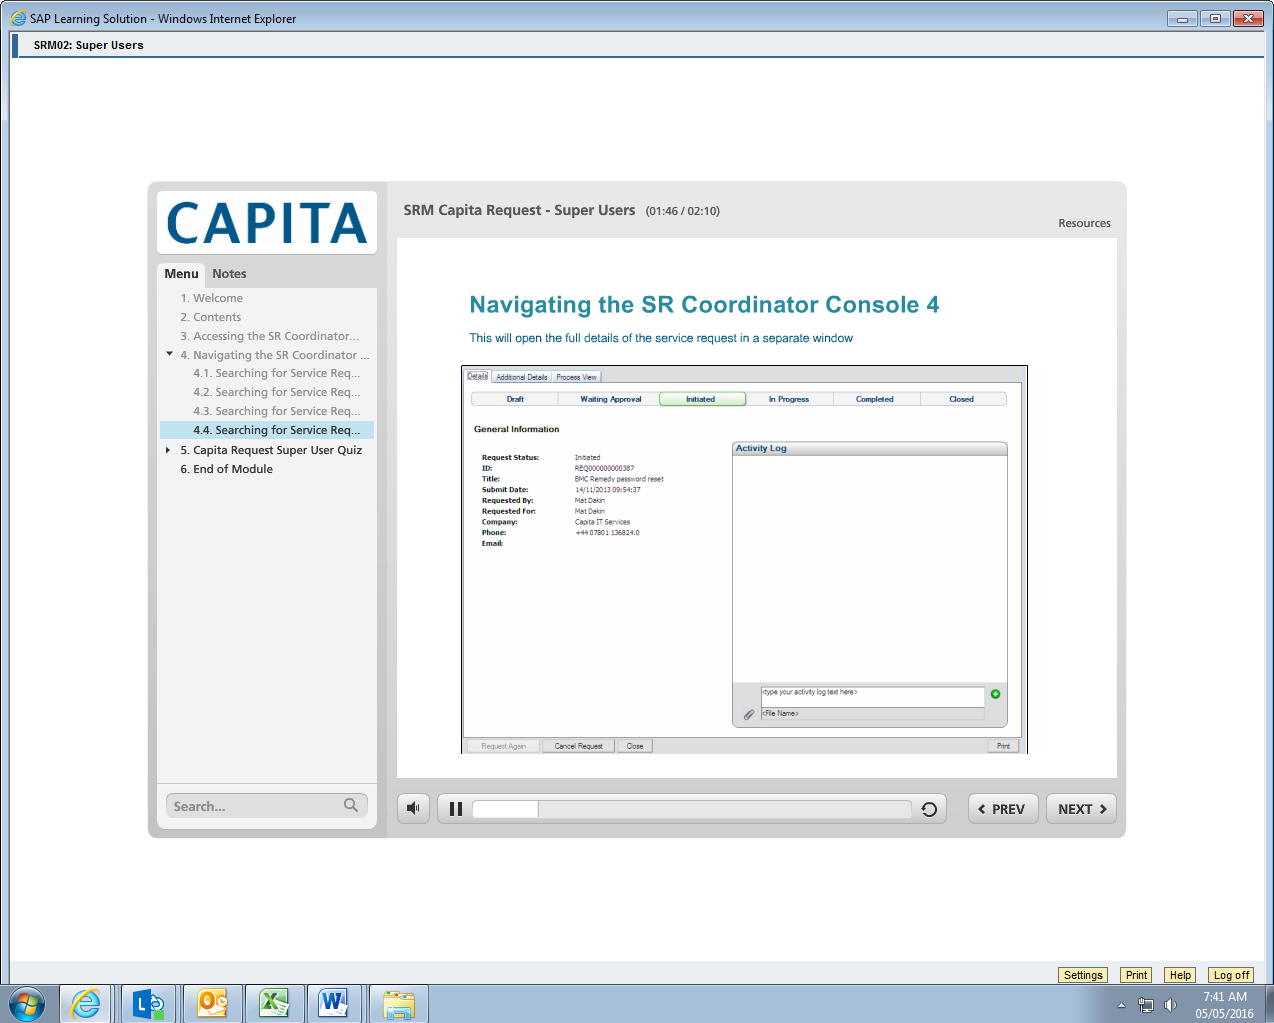 SAP Learning Solution - Windows Internet Explorer
SRM02: Super Users
CAPITA
SRM Capita Request - Super Users (01:46 / 02:10)
Resources
Menu
Notes
1. Welcome
2. Contents
3. Accessing the SR Coordinator...
4. Navigating the SR Coordinator ...
4.1. Searching for Service Req...
4.2. Searching for Service Req...
4.3. Searching for Service Req...
4.4. Searching for Service Req...
5. Capita Request Super User Quiz
6. End of Module
Search...
Navigating the SR Coordinator Console 4
This will open the full details of the service request in a separate window
Details Additional Details Process View
Draft Waiting Approval Initiated In Progress Completed Closed
General Information
Request Status: Initiated
ID: REQ000000000387
Title: BMC Remedy password reset
Submit Date: 14/11/2013 09:54:37
Requested By: Mat Dakin
Requested For: Mat Dakin
Company: Capita IT Services
Phone: +44 07801 136824.0
Email:
Activity Log
<type your activity log text here>
<File Name>
Request Again Cancel Request Close Print
PREV NEXT
Settings Print Help Log off
7:41 AM
05/05/2016